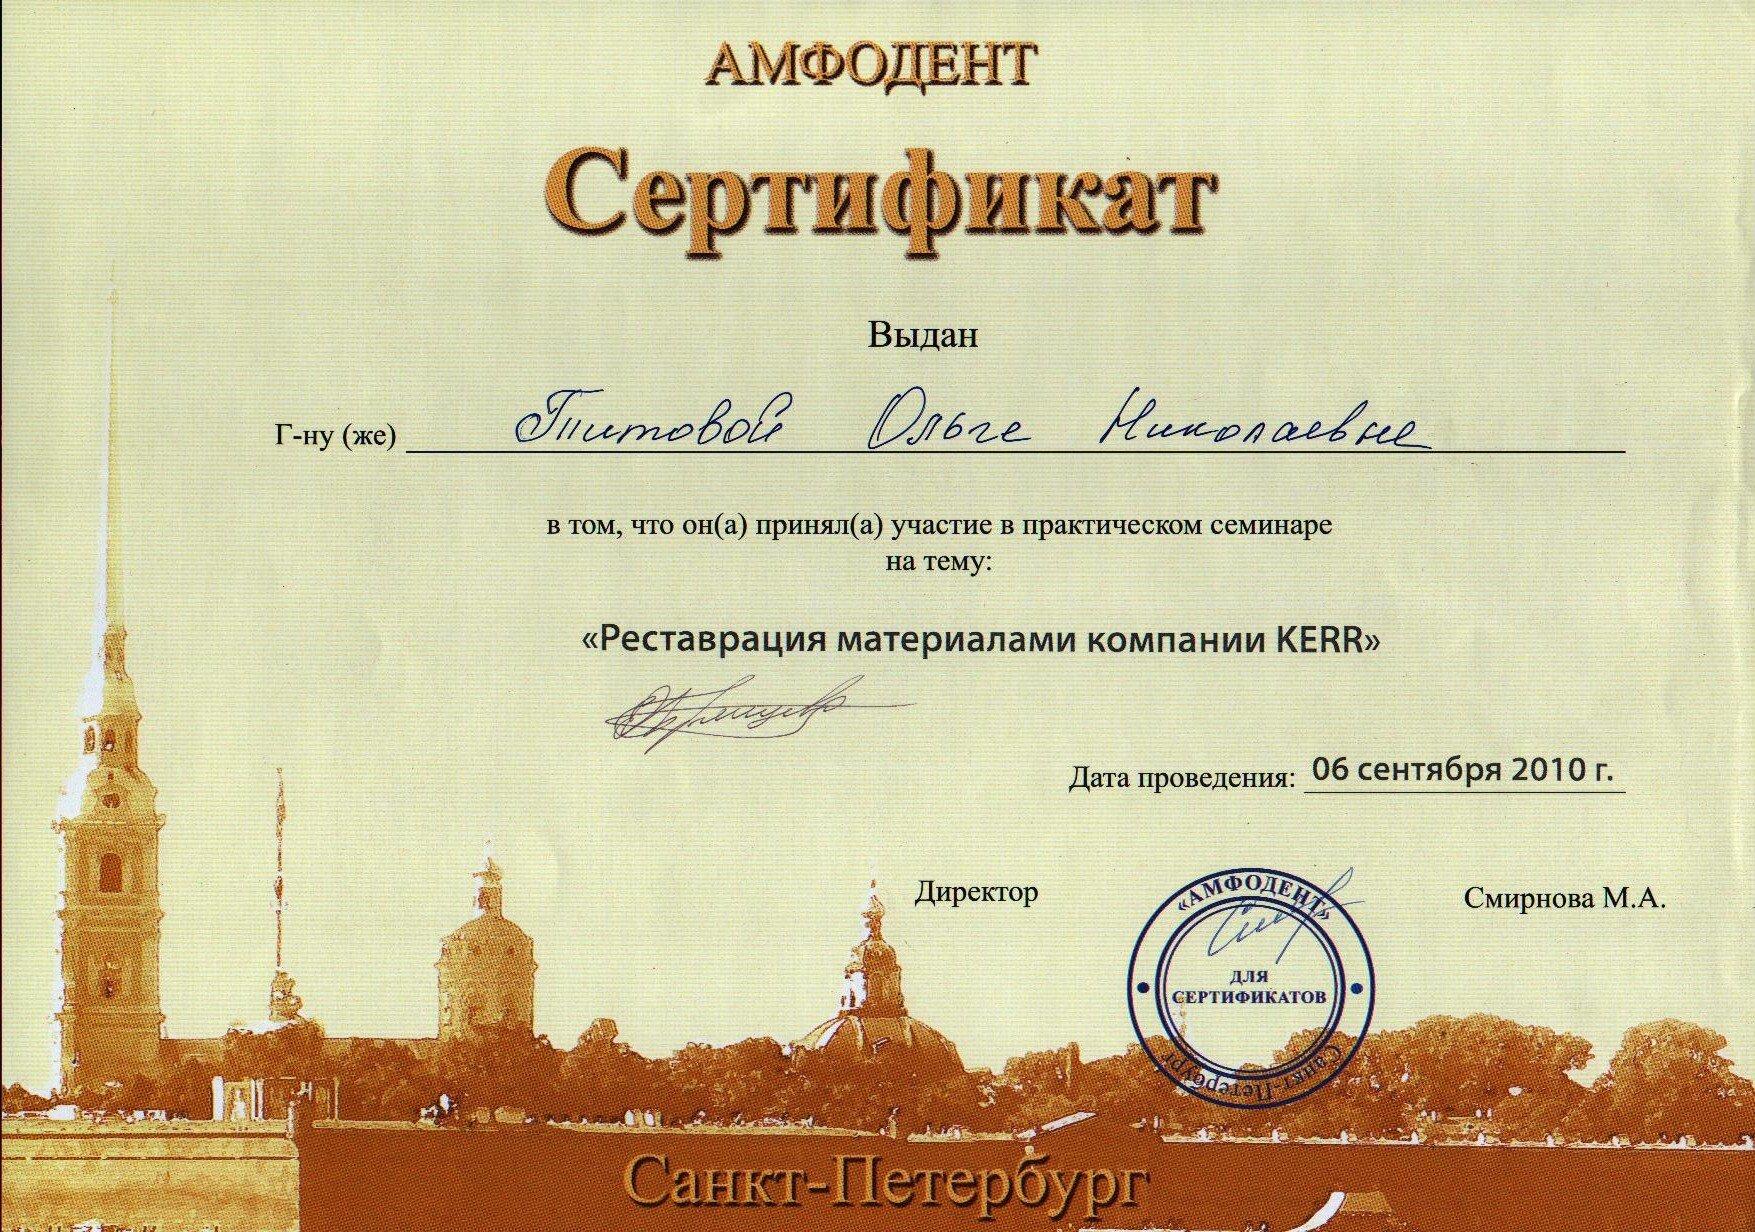 АМФОДЕНТ
Сертификат
Выдан
Г-ну (же) Титовой Ольге Николаевне
в том, что он(а) принял(а) участие в практическом семинаре
на тему:
«Реставрация материалами компании KERR»
Дата проведения: 06 сентября 2010 г.
Директор
Смирнова М.А.
«АМФОДЕНТ»
ДЛЯ
СЕРТИФИКАТОВ
Санкт-Петербург
Санкт-Петербург